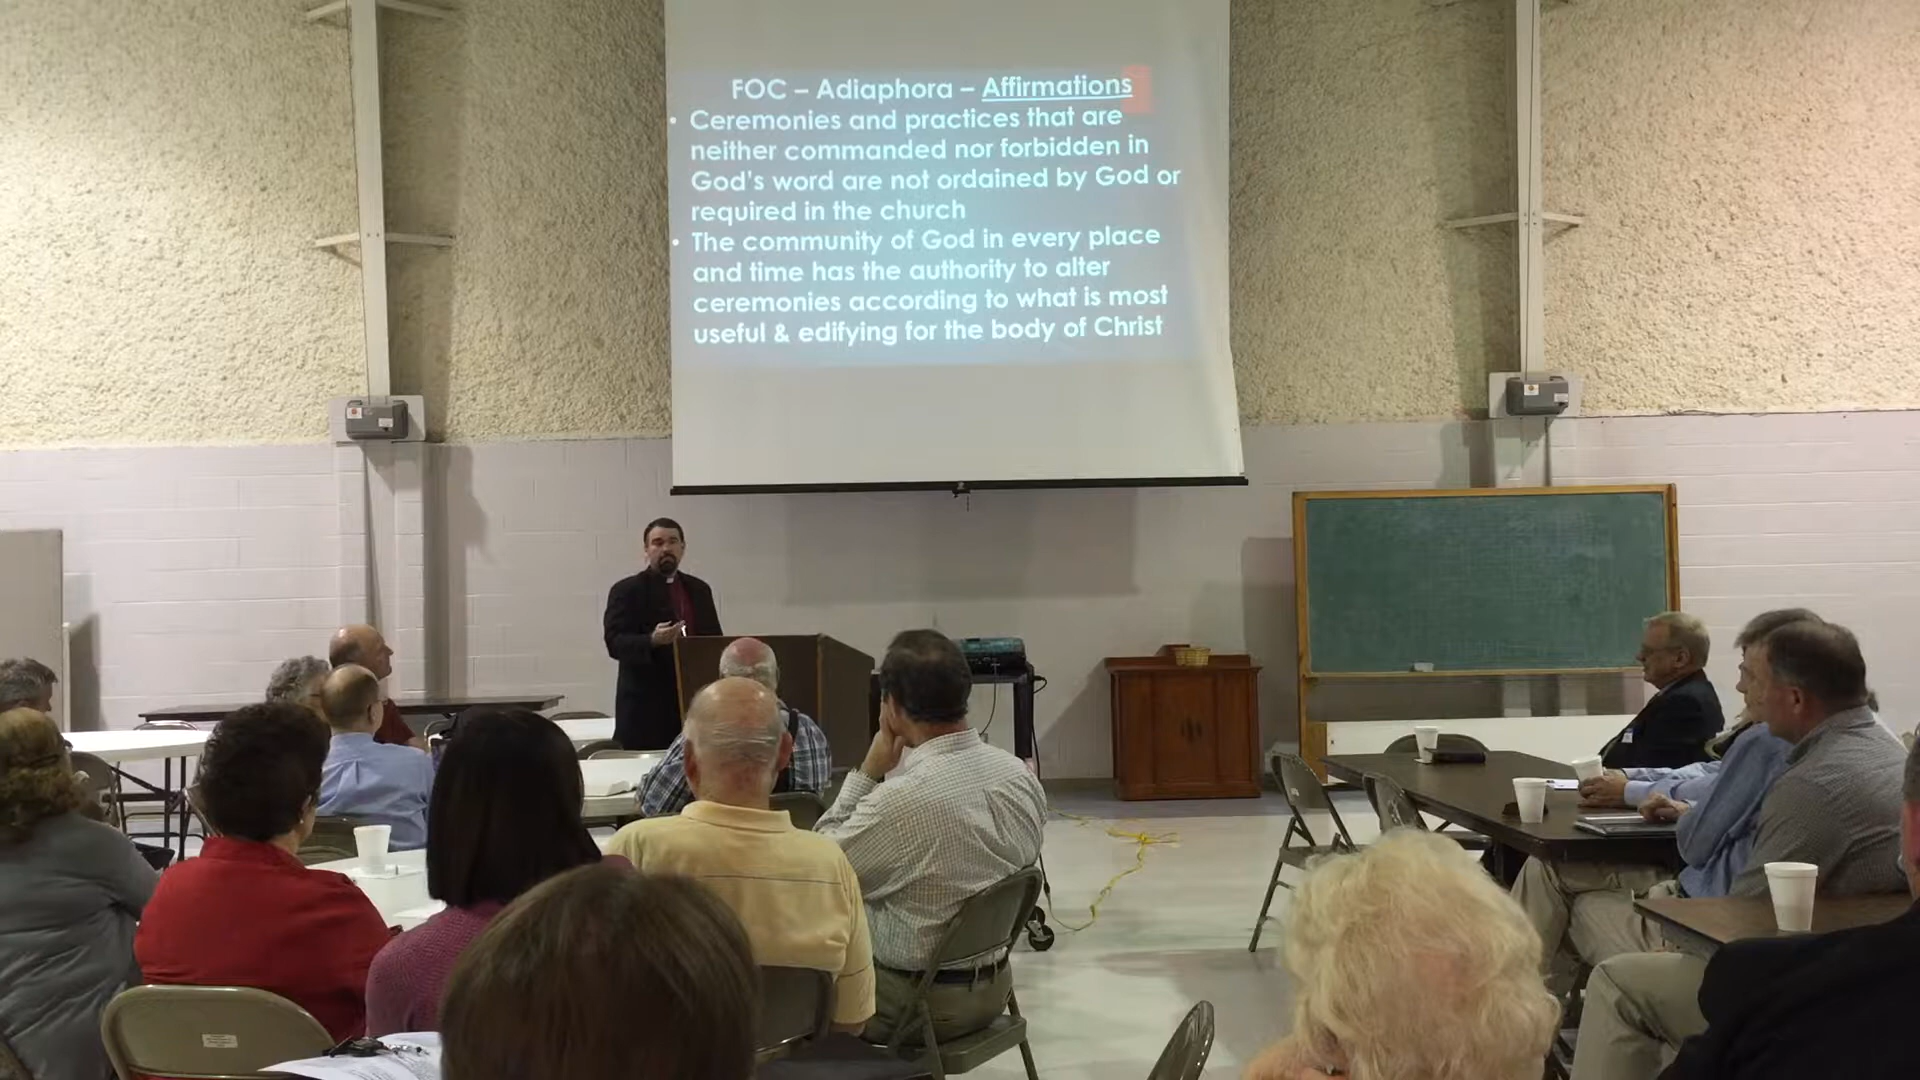 FOC – Adiaphora – Affirmations
• Ceremonies and practices that are
neither commanded nor forbidden in
God's word are not ordained by God or
required in the church
• The community of God in every place
and time has the authority to alter
ceremonies according to what is most
useful & edifying for the body of Christ